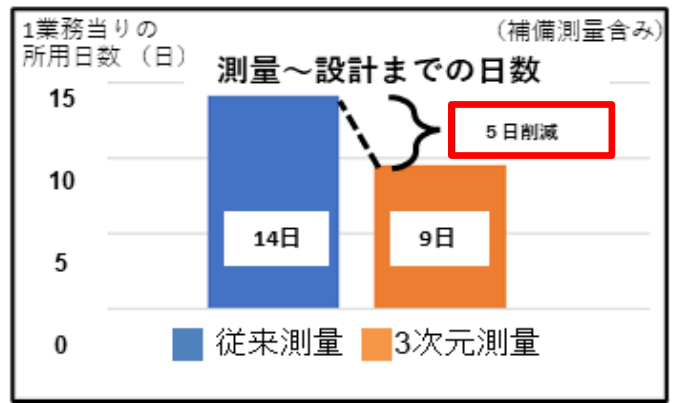 1業務当りの
所用日数 (日)
(補備測量含み)
測量～設計までの日数
15
10
5
0
5日削減
14日
9日
従来測量
3次元測量